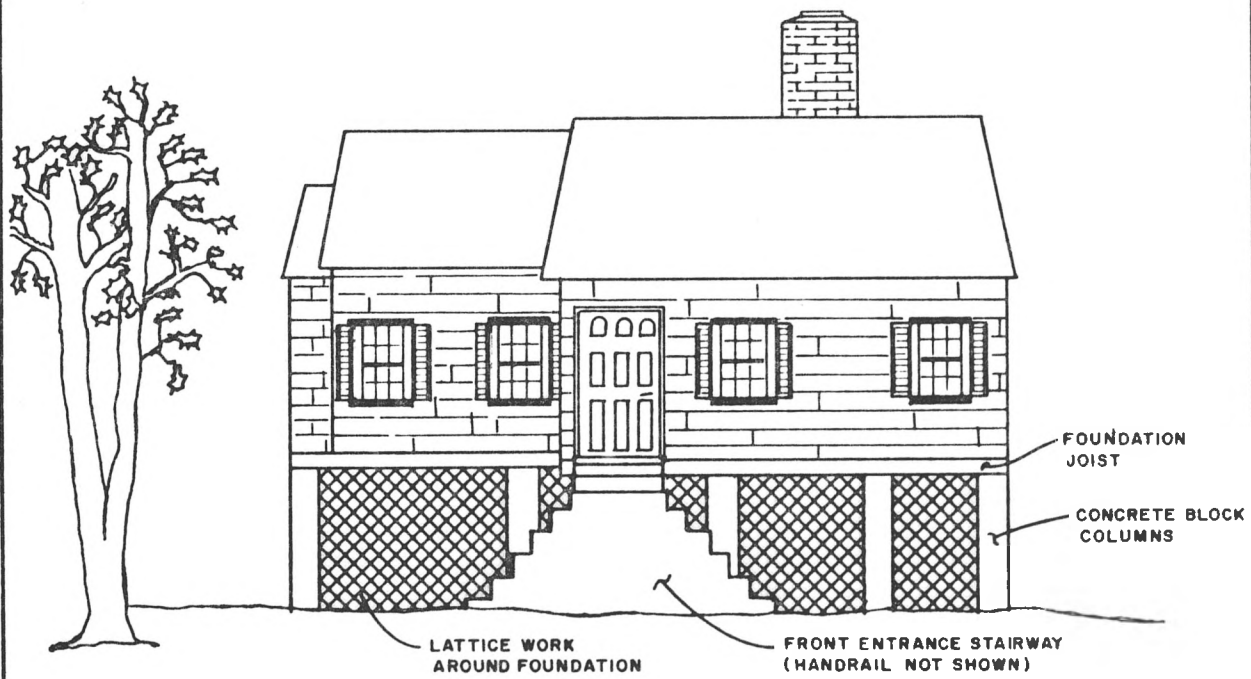 FOUNDATION
JOIST
CONCRETE BLOCK
COLUMNS
LATTICE WORK
AROUND FOUNDATION
FRONT ENTRANCE STAIRWAY
(HANDRAIL NOT SHOWN)